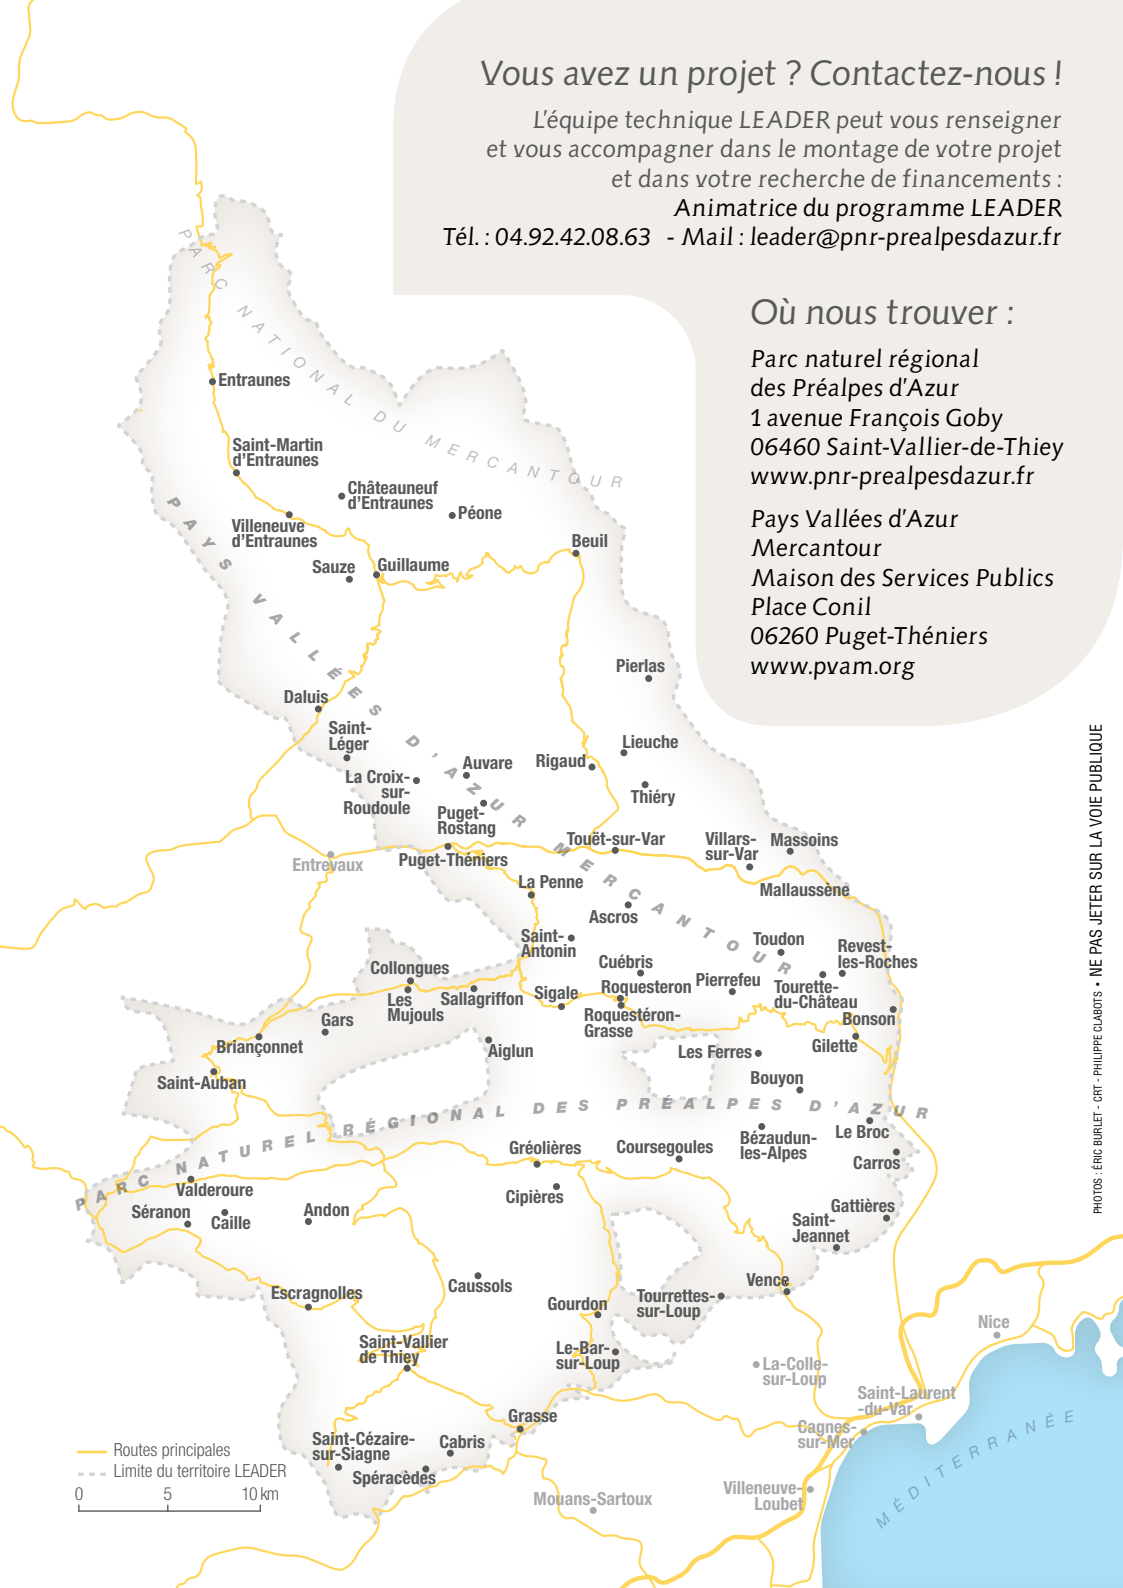 Vous avez un projet ? Contactez-nous !
L'équipe technique LEADER peut vous renseigner
et vous accompagner dans le montage de votre projet
et dans votre recherche de financements :
Animatrice du programme LEADER
Tél. : 04.92.42.08.63 - Mail : leader@pnr-prealpesdazur.fr
Où nous trouver :
Parc naturel régional
des Préalpes d'Azur
1 avenue François Goby
06460 Saint-Vallier-de-Thiey
www.pnr-prealpesdazur.fr
Pays Vallées d'Azur
Mercantour
Maison des Services Publics
Place Conil
06260 Puget-Théniers
www.pvam.org
PARC NATIONAL DU MERCANTOUR
Entraunes
Saint-Martin
d'Entraunes
Châteauneuf
d'Entraunes
Péone
Villeneuve
d'Entraunes
Beuil
Sauze
Guillaume
PAYS VALLÉES D'AZUR MERCANTOUR
Pierlas
Daluis
Saint-
Léger
Lieuche
Rigaud
Auvare
La Croix-
sur-
Roudoule
Thiéry
Puget-
Rostang
Touët-sur-Var
Villars-
sur-Var
Massoins
Entrevaux
Puget-Théniers
La Penne
Mallaussène
Ascros
Saint-
Antonin
Toudon
Revest-
les-Roches
Collongues
Cuébris
Pierrefeu
Les
Mujouls
Sallagriffon
Sigale
Roquesteron
Tourette-
du-Château
Roquestéron-
Grasse
Bonson
Gars
Briançonnet
Aiglun
Les Ferres
Gilette
Saint-Auban
Bouyon
PARC NATUREL RÉGIONAL DES PRÉALPES D'AZUR
Le Broc
Bézaudun-
les-Alpes
Gréolières
Coursegoules
Carros
Valderoure
Cipières
Séranon
Caille
Andon
Gattières
Saint-
Jeannet
Caussols
Vence
Escragnolles
Gourdon
Tourrettes-
sur-Loup
Nice
Saint-Vallier
de Thiey
Le-Bar-
sur-Loup
La-Colle-
sur-Loup
Saint-Laurent
-du-Var
Grasse
Cagnes-
sur-Mer
Saint-Cézaire-
sur-Siagne
Cabris
Spéracèdes
Mouans-Sartoux
Villeneuve-
Loubet
MÉDITERRANÉE
Routes principales
Limite du territoire LEADER
0 5 10 km
PHOTOS : ÉRIC BURLET - CRT - PHILIPPE CLABOTS • NE PAS JETER SUR LA VOIE PUBLIQUE